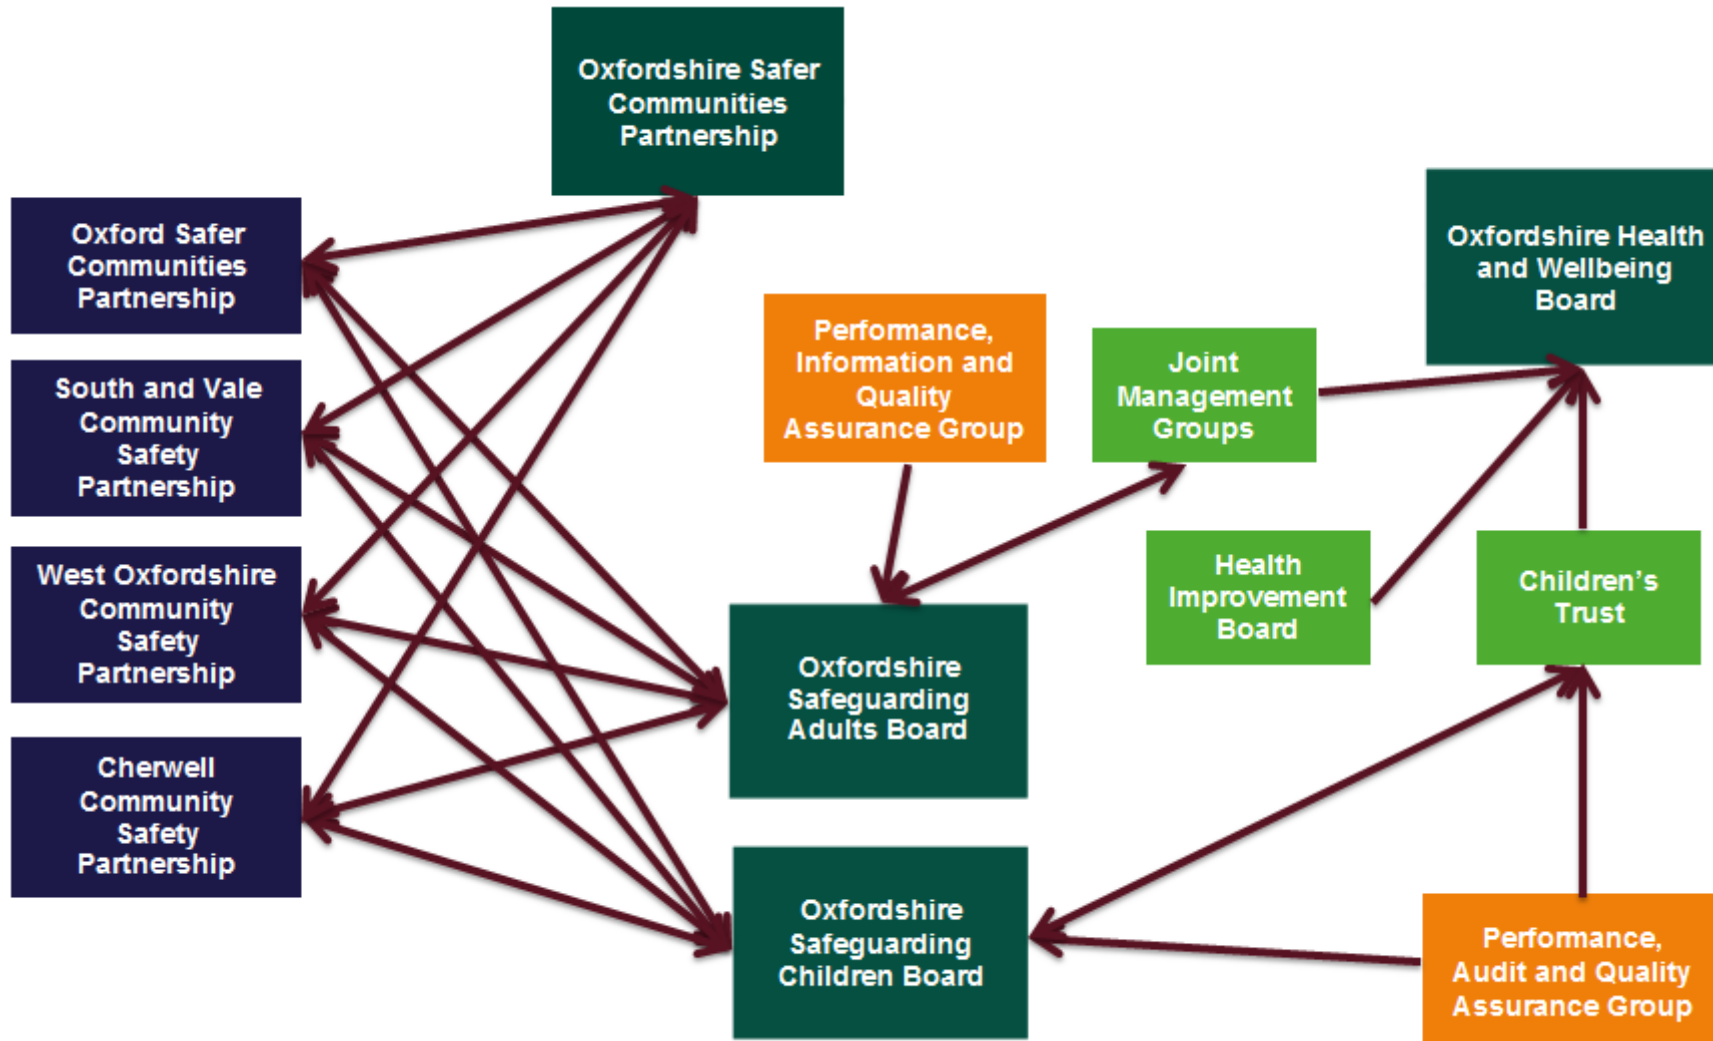 Oxfordshire Safer
Communities
Partnership
Oxford Safer
Communities
Partnership
South and Vale
Community
Safety
Partnership
West Oxfordshire
Community
Safety
Partnership
Cherwell
Community
Safety
Partnership
Performance,
Information and
Quality
Assurance Group
Joint
Management
Groups
Oxfordshire Health
and Wellbeing
Board
Health
Improvement
Board
Children’s
Trust
Oxfordshire
Safeguarding
Adults Board
Oxfordshire
Safeguarding
Children Board
Performance,
Audit and Quality
Assurance Group